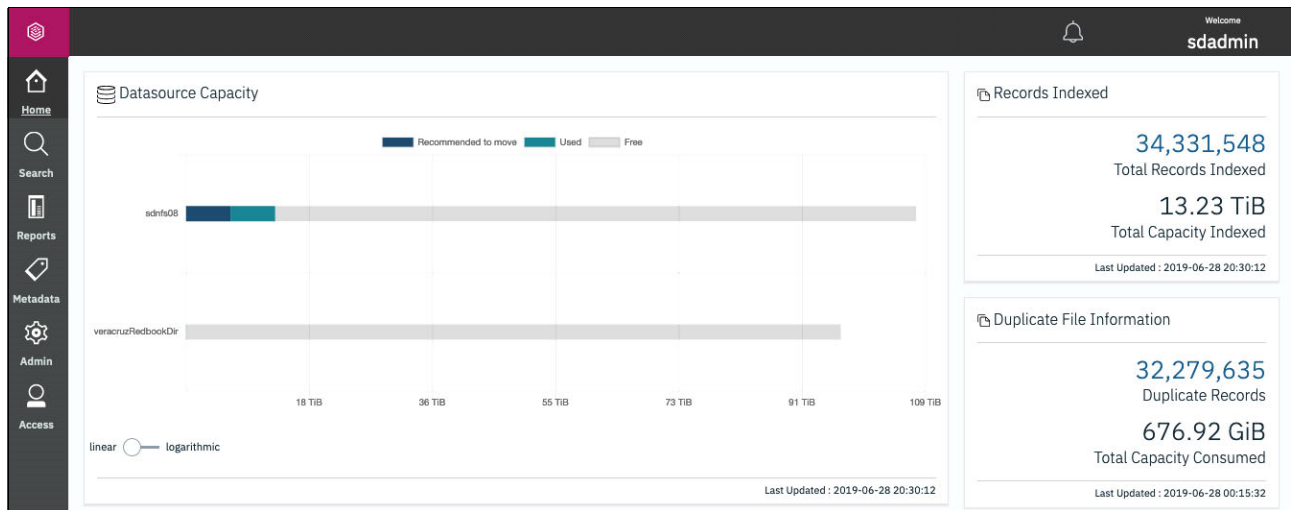 Welcome
sdadmin
Home
Search
Reports
Metadata
Admin
Access
Datasource Capacity
Recommended to move Used Free
sdnfs08
veracruzRedbookDir
18 TiB 36 TiB 55 TiB 73 TiB 91 TiB 109 TiB
linear logarithmic
Last Updated : 2019-06-28 20:30:12
Records Indexed
34,331,548
Total Records Indexed
13.23 TiB
Total Capacity Indexed
Last Updated : 2019-06-28 20:30:12
Duplicate File Information
32,279,635
Duplicate Records
676.92 GiB
Total Capacity Consumed
Last Updated : 2019-06-28 00:15:32